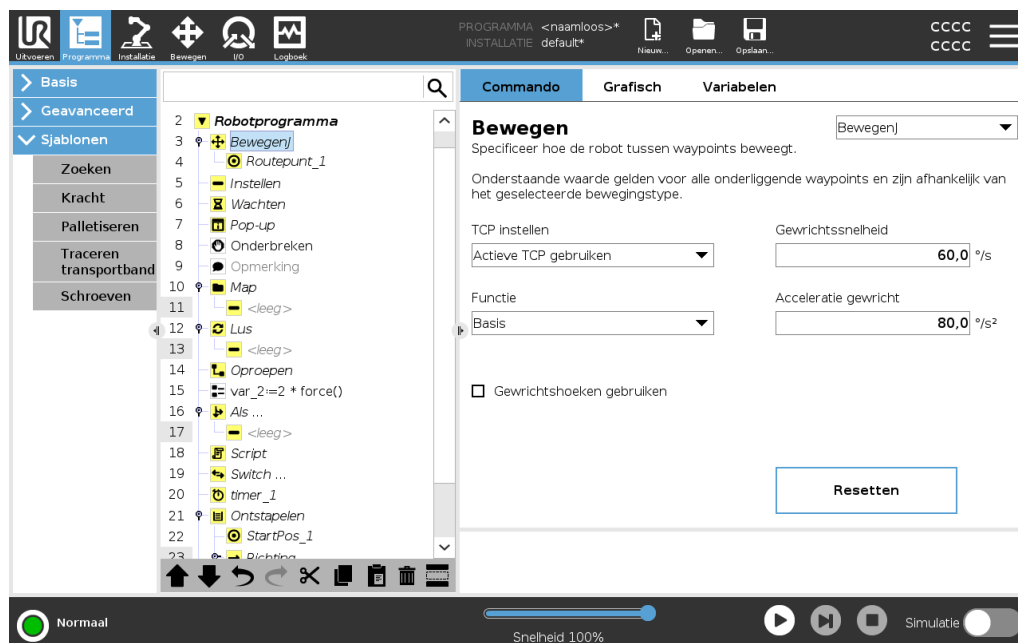 PROGRAMMA <naamloos>*
INSTALLATIE default*
Uitvoeren Programma Installatie Bewegen I/O Logboek
Nieuw... Openen... Opslaan...
CCCC
CCCC
Basis
Geavanceerd
Sjablonen
Zoeken
Kracht
Palletiseren
Traceren
transportband
Schroeven
2 Robotprogramma
3 BewegenJ
4 Routepunt_1
5 Instellen
6 Wachten
7 Pop-up
8 Onderbreken
9 Opmerking
10 Map
11 <leeg>
12 Lus
13 <leeg>
14 Oproepen
15 var_2:=2 * force()
16 Als ...
17 <leeg>
18 Script
19 Switch ...
20 timer_1
21 Ontstapelen
22 StartPos_1
23 Richting
Commando Grafisch Variabelen
Bewegen
BewegenJ
Specificeer hoe de robot tussen waypoints beweegt.
Onderstaande waarde gelden voor alle onderliggende waypoints en zijn afhankelijk van
het geselecteerde bewegingstype.
TCP instellen
Gewrichtssnelheid
Actieve TCP gebruiken
60,0 °/s
Functie
Acceleratie gewricht
Basis
80,0 °/s²
Gewrichtshoeken gebruiken
Resetten
Normaal
Snelheid 100%
Simulatie